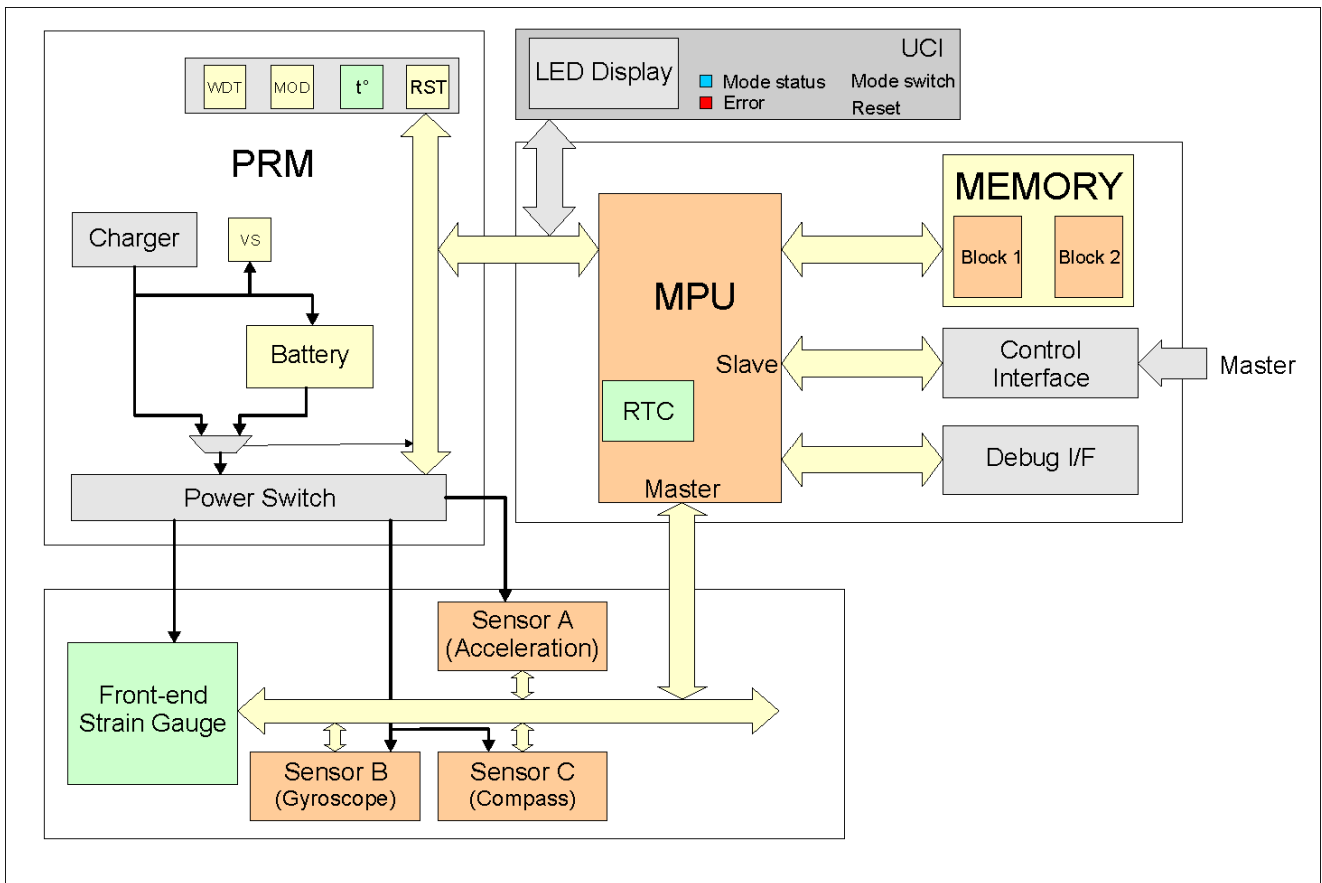 UCI
LED Display
Mode status
Mode switch
Error
Reset
WDT
MOD
t°
RST
PRM
Charger
VS
Battery
Power Switch
MPU
Slave
RTC
Master
MEMORY
Block 1
Block 2
Control
Interface
Master
Debug I/F
Sensor A
(Acceleration)
Front-end
Strain Gauge
Sensor B
(Gyroscope)
Sensor C
(Compass)